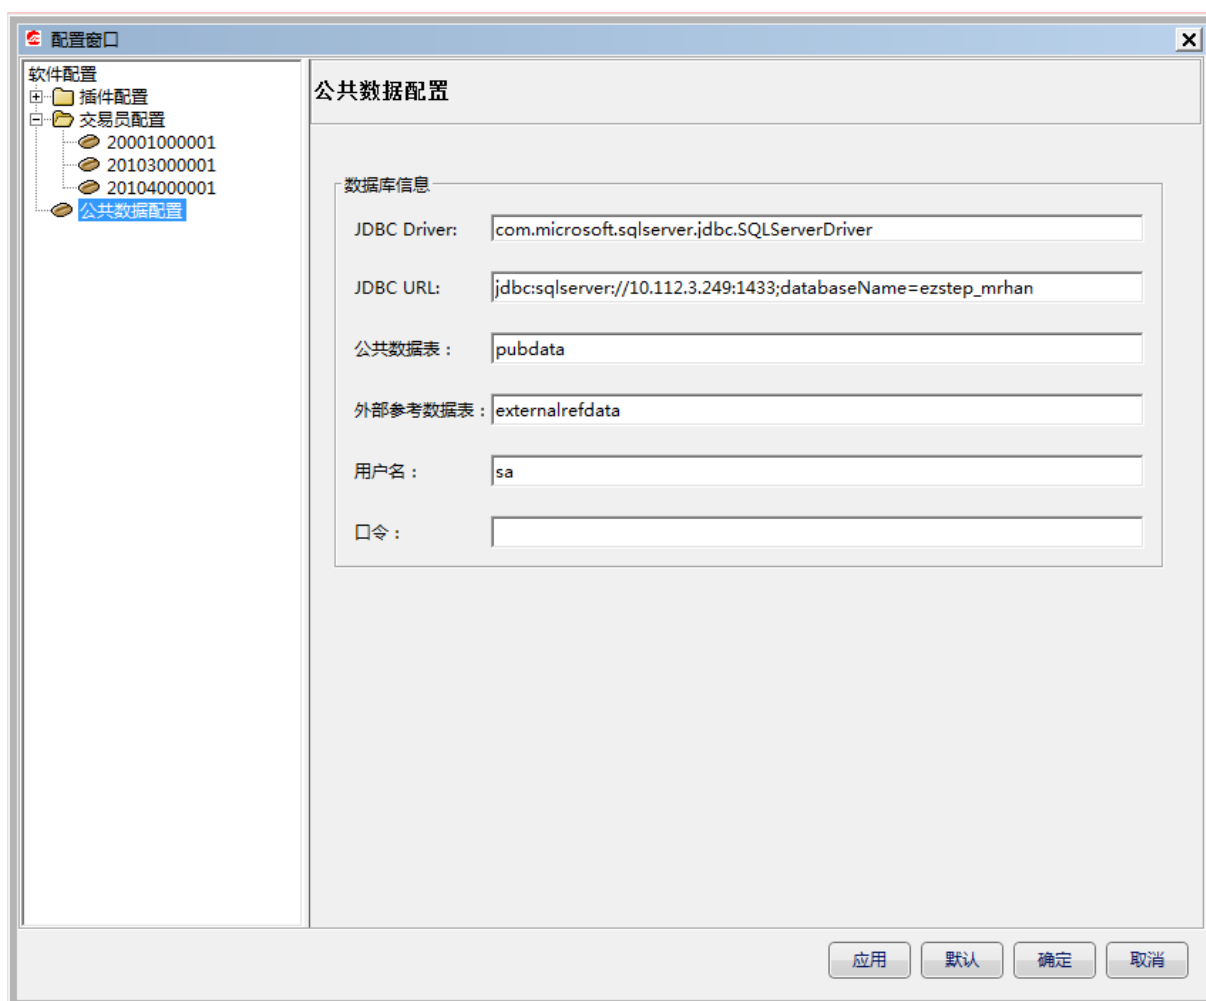 配置窗口
软件配置
插件配置
交易员配置
20001000001
20103000001
20104000001
公共数据配置
公共数据配置
数据库信息
JDBC Driver: com.microsoft.sqlserver.jdbc.SQLServerDriver
JDBC URL: jdbc:sqlserver://10.112.3.249:1433;databaseName=ezstep_mrhan
公共数据表： pubdata
外部参考数据表： externalrefdata
用户名： sa
口令：
应用 默认 确定 取消